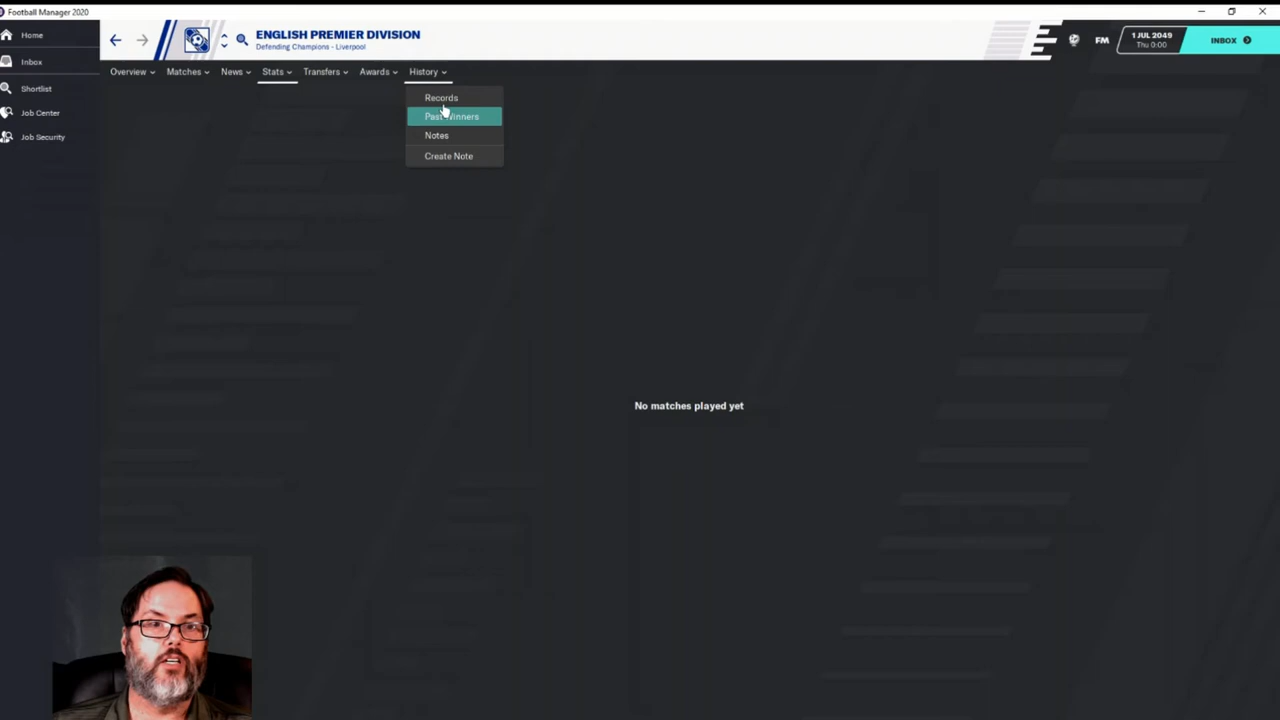 Football Manager 2020
Home
Inbox
Shortlist
Job Center
Job Security
ENGLISH PREMIER DIVISION
Defending Champions - Liverpool
FM
1 JUL 2049
Thu 0:00
INBOX
Overview
Matches
News
Stats
Transfers
Awards
History
Records
Past Winners
Notes
Create Note
No matches played yet